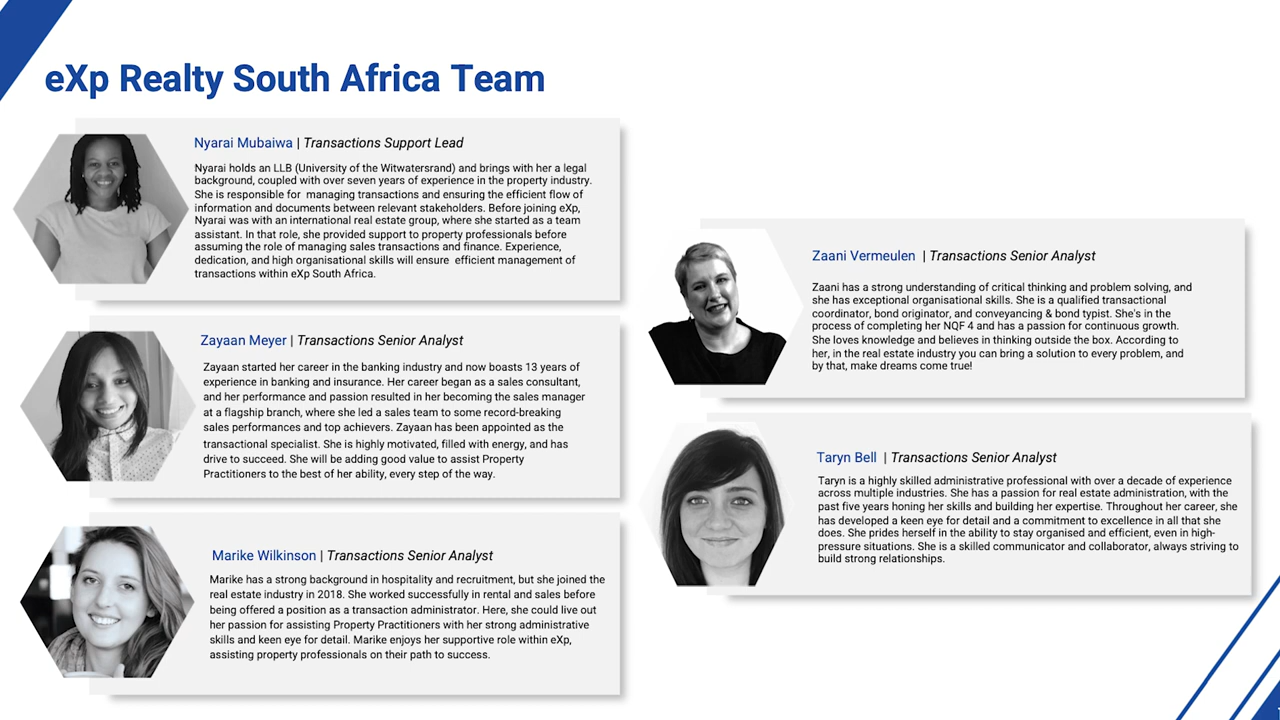 eXp Realty South Africa Team
Nyarai Mubaiwa | Transactions Support Lead
Nyarai holds an LLB (University of the Witwatersrand) and brings with her a legal
background, coupled with over seven years of experience in the property industry.
She is responsible for  managing transactions and ensuring the efficient flow of
information and documents between relevant stakeholders. Before joining eXp,
Nyarai was with an international real estate group, where she started as a team
assistant. In that role, she provided support to property professionals before
assuming the role of managing sales transactions and finance. Experience,
dedication, and high organisational skills will ensure  efficient management of
transactions within eXp South Africa.
Zayaan Meyer | Transactions Senior Analyst
Zayaan started her career in the banking industry and now boasts 13 years of
experience in banking and insurance. Her career began as a sales consultant,
and her performance and passion resulted in her becoming the sales manager
at a flagship branch, where she led a sales team to some record-breaking
sales performances and top achievers. Zayaan has been appointed as the
transactional specialist. She is highly motivated, filled with energy, and has
drive to succeed. She will be adding good value to assist Property
Practitioners to the best of her ability, every step of the way.
Marike Wilkinson | Transactions Senior Analyst
Marike has a strong background in hospitality and recruitment, but she joined the
real estate industry in 2018. She worked successfully in rental and sales before
being offered a position as a transaction administrator. Here, she could live out
her passion for assisting Property Practitioners with her strong administrative
skills and keen eye for detail. Marike enjoys her supportive role within eXp,
assisting property professionals on their path to success.
Zaani Vermeulen | Transactions Senior Analyst
Zaani has a strong understanding of critical thinking and problem solving, and
she has exceptional organisational skills. She is a qualified transactional
coordinator, bond originator, and conveyancing & bond typist. She's in the
process of completing her NQF 4 and has a passion for continuous growth.
She loves knowledge and believes in thinking outside the box. According to
her, in the real estate industry you can bring a solution to every problem, and
by that, make dreams come true!
Taryn Bell | Transactions Senior Analyst
Taryn is a highly skilled administrative professional with over a decade of experience
across multiple industries. She has a passion for real estate administration, with the
past five years honing her skills and building her expertise. Throughout her career, she
has developed a keen eye for detail and a commitment to excellence in all that she
does. She prides herself in the ability to stay organised and efficient, even in high-
pressure situations. She is a skilled communicator and collaborator, always striving to
build strong relationships.